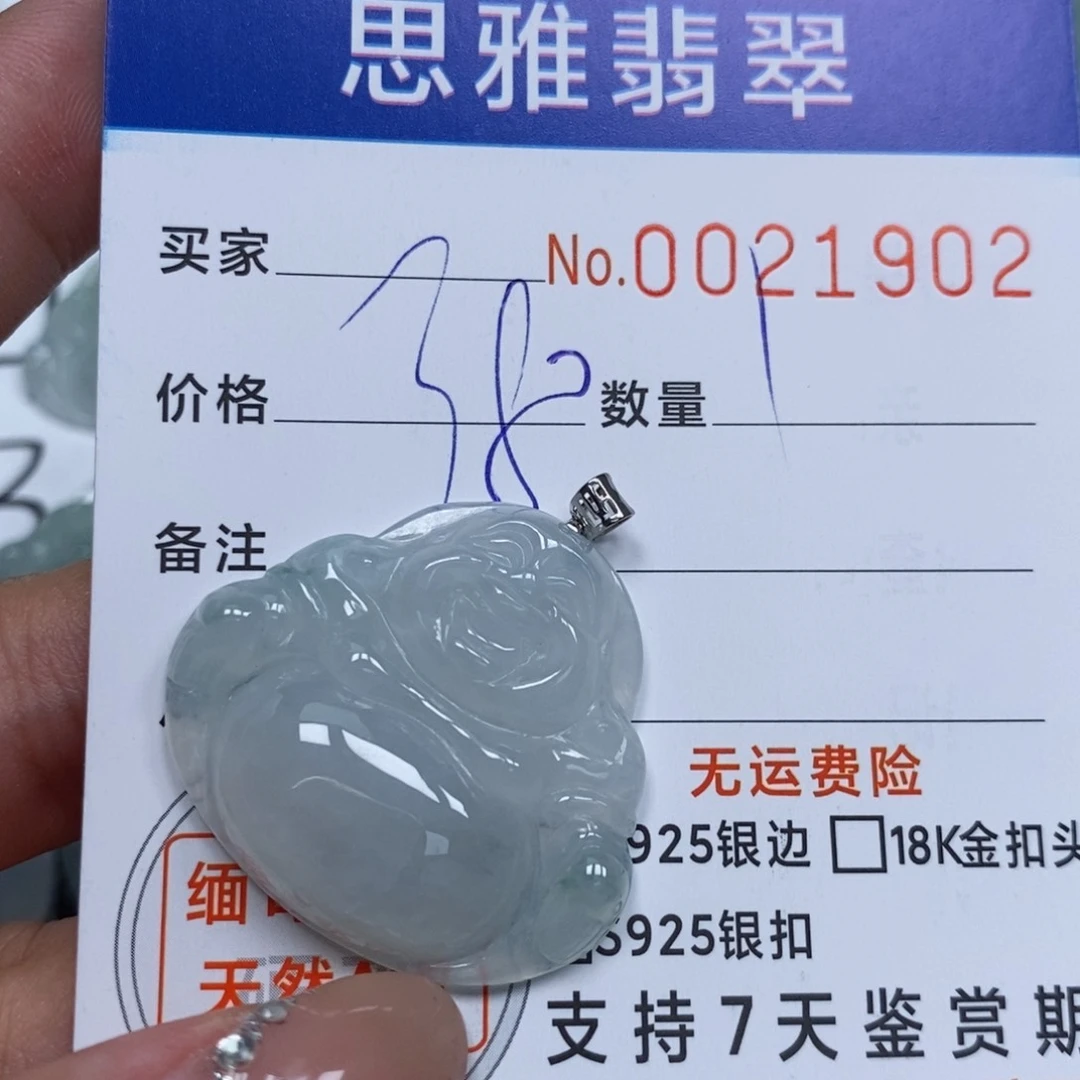 思雅翡翠
买家 No.0021902
价格 38 数量 1
备注
无运费险
925银边 □18K金扣头
S925银扣
缅
天然
支持7天鉴赏期